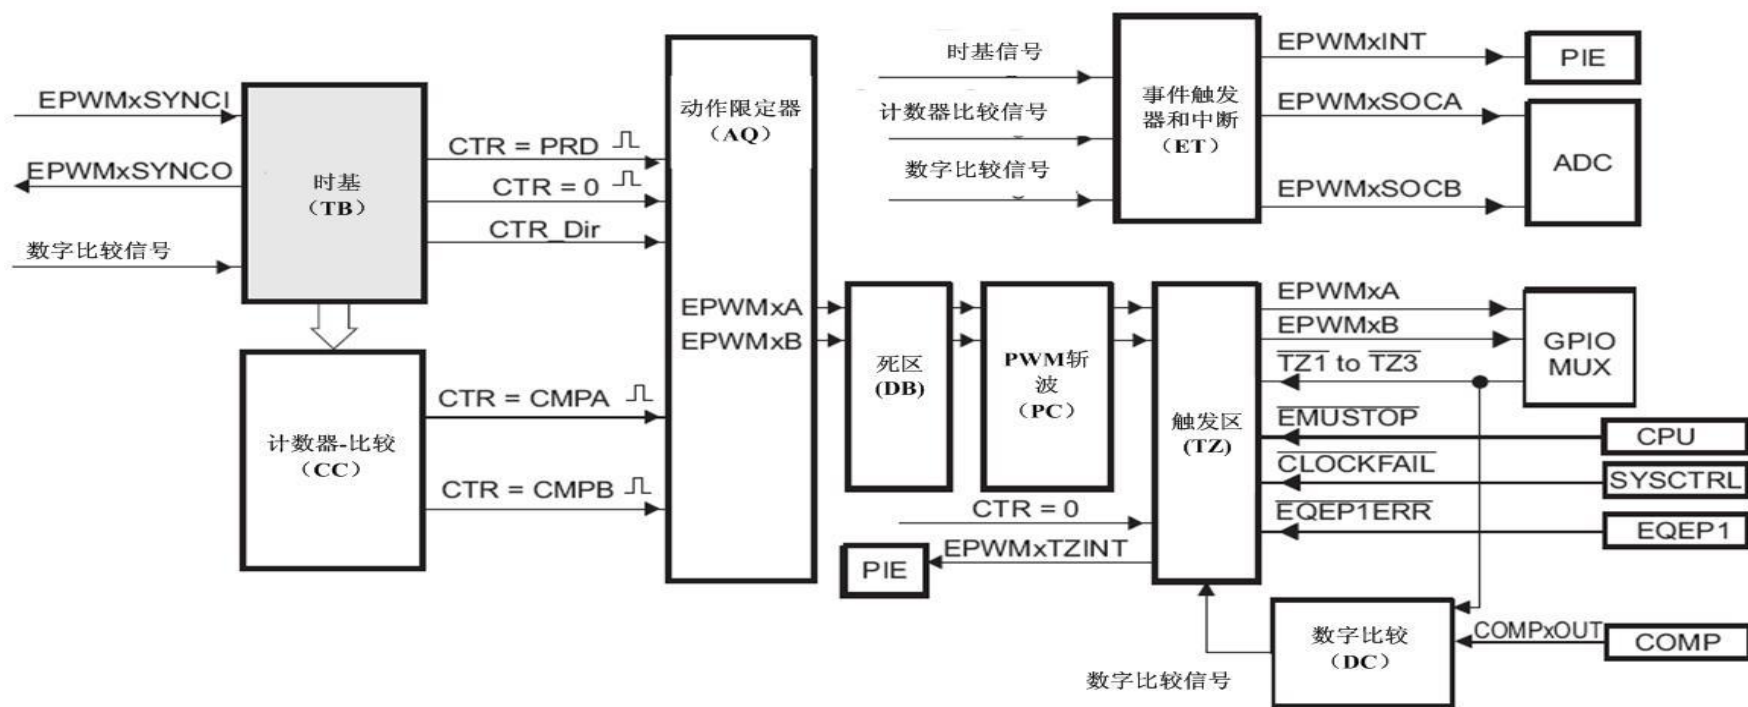 EPWMxSYNCI
EPWMxSYNCO
数字比较信号
时基
（TB）
CTR = PRD
CTR = 0
CTR_Dir
计数器-比较
（CC）
CTR = CMPA
CTR = CMPB
动作限定器
（AQ）
EPWMxA
EPWMxB
时基信号
计数器比较信号
数字比较信号
事件触发
器和中断
（ET）
EPWMxINT
EPWMxSOCA
EPWMxSOCB
PIE
ADC
死区
(DB)
PWM斩
波
（PC）
触发区
(TZ)
EPWMxA
EPWMxB
TZ1 to TZ3
EMUSTOP
CLOCKFAIL
EQEP1ERR
GPIO
MUX
CPU
SYSCTRL
EQEP1
CTR = 0
EPWMxTZINT
PIE
数字比较
（DC）
COMPxOUT
COMP
数字比较信号